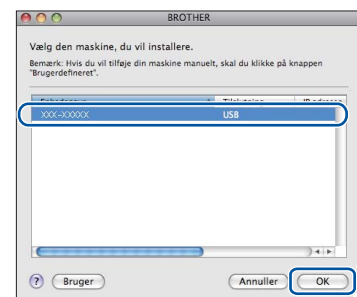 BROTHER
Vælg den maskine, du vil installere.
Bemærk: Hvis du vil tilføje din maskine manuelt, skal du klikke på knappen
"Brugerdefineret".
XXX-XXXXX USB
? Bruger Annuller OK